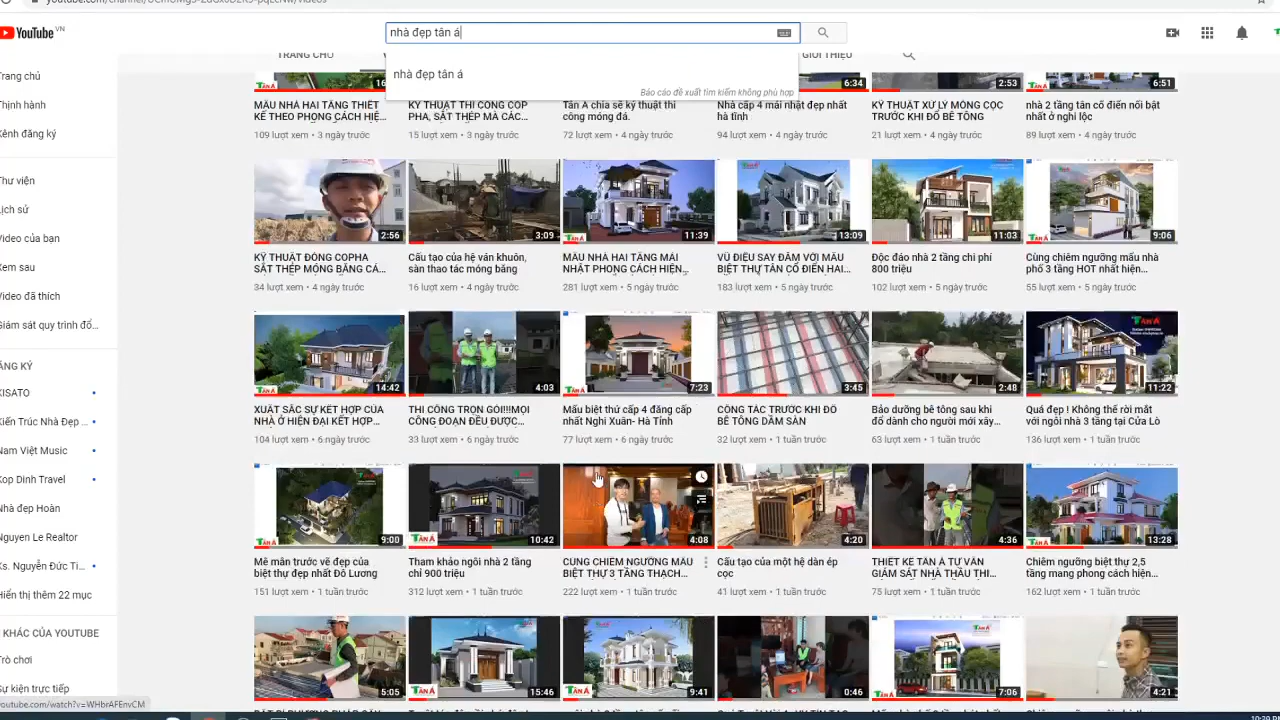 YouTube VN
nhà đẹp tân á
nhà đẹp tân á
Báo cáo đề xuất tìm kiếm không phù hợp
TRANG CHỦ
GIỚI THIỆU
Trang chủ
Thịnh hành
Kênh đăng ký
Thư viện
Lịch sử
Video của bạn
Xem sau
Video đã thích
Giám sát quy trình đổ...
ĐĂNG KÝ
KISATO
Kiến Trúc Nhà Đẹp ...
Nam Việt Music
Kop Dinh Travel
Nhà đẹp Hoàn
Nguyen Le Realtor
Ks. Nguyễn Đức Ti...
Hiển thị thêm 22 mục
KHÁC CỦA YOUTUBE
Trò chơi
Sự kiện trực tiếp
6:34
2:53
MẪU NHÀ HAI TẦNG THIẾT
KẾ THEO PHONG CÁCH HIỆ...
109 lượt xem • 3 ngày trước
KỸ THUẬT THI CÔNG CỐP
PHA, SẮT THÉP MÀ CÁC...
15 lượt xem • 4 ngày trước
Tân Á chia sẽ kỹ thuật thi
công móng đá.
72 lượt xem • 4 ngày trước
Nhà cấp 4 mái nhật đẹp nhất
hà tĩnh
94 lượt xem • 4 ngày trước
KỸ THUẬT XỬ LÝ MÓNG CỌC
TRƯỚC KHI ĐỔ BÊ TÔNG
21 lượt xem • 4 ngày trước
nhà 2 tầng tân cổ điển nổi bật
nhất ở nghi lộc
89 lượt xem • 4 ngày trước
2:56
3:09
11:39
13:09
11:03
9:06
KỸ THUẬT ĐÓNG COPHA
SẮT THÉP MÓNG BĂNG CÁ...
34 lượt xem • 4 ngày trước
Cấu tạo của hệ ván khuôn,
sàn thao tác móng băng
16 lượt xem • 4 ngày trước
MẪU NHÀ HAI TẦNG MÁI
NHẬT PHONG CÁCH HIỆN...
281 lượt xem • 5 ngày trước
VŨ ĐIỆU SAY ĐẮM VỚI MẪU
BIỆT THỰ TÂN CỔ ĐIỂN HAI...
183 lượt xem • 5 ngày trước
Độc đáo nhà 2 tầng chi phí
800 triệu
102 lượt xem • 5 ngày trước
Cùng chiêm ngưỡng mẫu nhà
phố 3 tầng HOT nhất hiện...
55 lượt xem • 5 ngày trước
14:42
4:03
7:23
3:45
2:48
11:22
XUẤT SẮC SỰ KẾT HỢP CỦA
NHÀ Ở HIỆN ĐẠI KẾT HỢP...
104 lượt xem • 6 ngày trước
THI CÔNG TRỌN GÓI!!!MỌI
CÔNG ĐOẠN ĐỀU ĐƯỢC...
33 lượt xem • 6 ngày trước
Mẫu biệt thứ cấp 4 đẳng cấp
nhất Nghi Xuân- Hà Tính
77 lượt xem • 6 ngày trước
CÔNG TÁC TRƯỚC KHI ĐỔ
BÊ TÔNG DẦM SÀN
32 lượt xem • 1 tuần trước
Bảo dưỡng bê tông sau khi
đổ dành cho người mới xây...
63 lượt xem • 1 tuần trước
Quá đẹp ! Không thể rời mắt
với ngôi nhà 3 tầng tại Cửa Lò
136 lượt xem • 1 tuần trước
9:00
10:42
4:08
4:20
4:36
13:28
Mê mẩn trước vẻ đẹp của
biệt thự đẹp nhất Đô Lương
151 lượt xem • 1 tuần trước
Tham khảo ngôi nhà 2 tầng
chỉ 900 triệu
312 lượt xem • 1 tuần trước
CÙNG CHIÊM NGƯỠNG MẪU
BIỆT THỰ 3 TẦNG THẠCH...
222 lượt xem • 1 tuần trước
Cấu tạo của một hệ dàn ép
cọc
41 lượt xem • 1 tuần trước
THIẾT KẾ TÂN Á TƯ VẤN
GIÁM SÁT NHÀ THẦU THI...
75 lượt xem • 1 tuần trước
Chiêm ngưỡng biệt thự 2,5
tầng mang phong cách hiện...
162 lượt xem • 1 tuần trước
5:05
15:46
9:41
0:46
7:06
4:21
youtube.com/watch?v=WHbrAFEnvCM